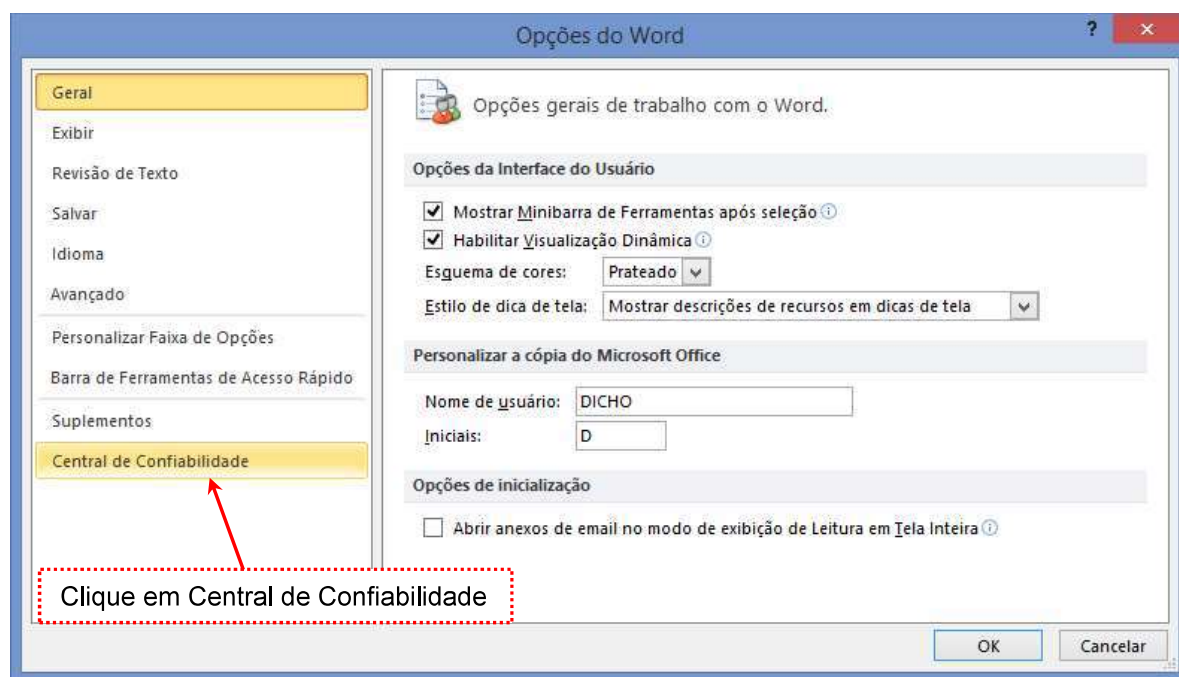 Opções do Word
?
Geral
Exibir
Revisão de Texto
Salvar
Idioma
Avançado
Personalizar Faixa de Opções
Barra de Ferramentas de Acesso Rápido
Suplementos
Central de Confiabilidade
Opções gerais de trabalho com o Word.
Opções da Interface do Usuário
Mostrar Minibarra de Ferramentas após seleção
Habilitar Visualização Dinâmica
Esquema de cores: Prateado
Estilo de dica de tela: Mostrar descrições de recursos em dicas de tela
Personalizar a cópia do Microsoft Office
Nome de usuário: DICHO
Iniciais: D
Opções de inicialização
Abrir anexos de email no modo de exibição de Leitura em Tela Inteira
Clique em Central de Confiabilidade
OK Cancelar